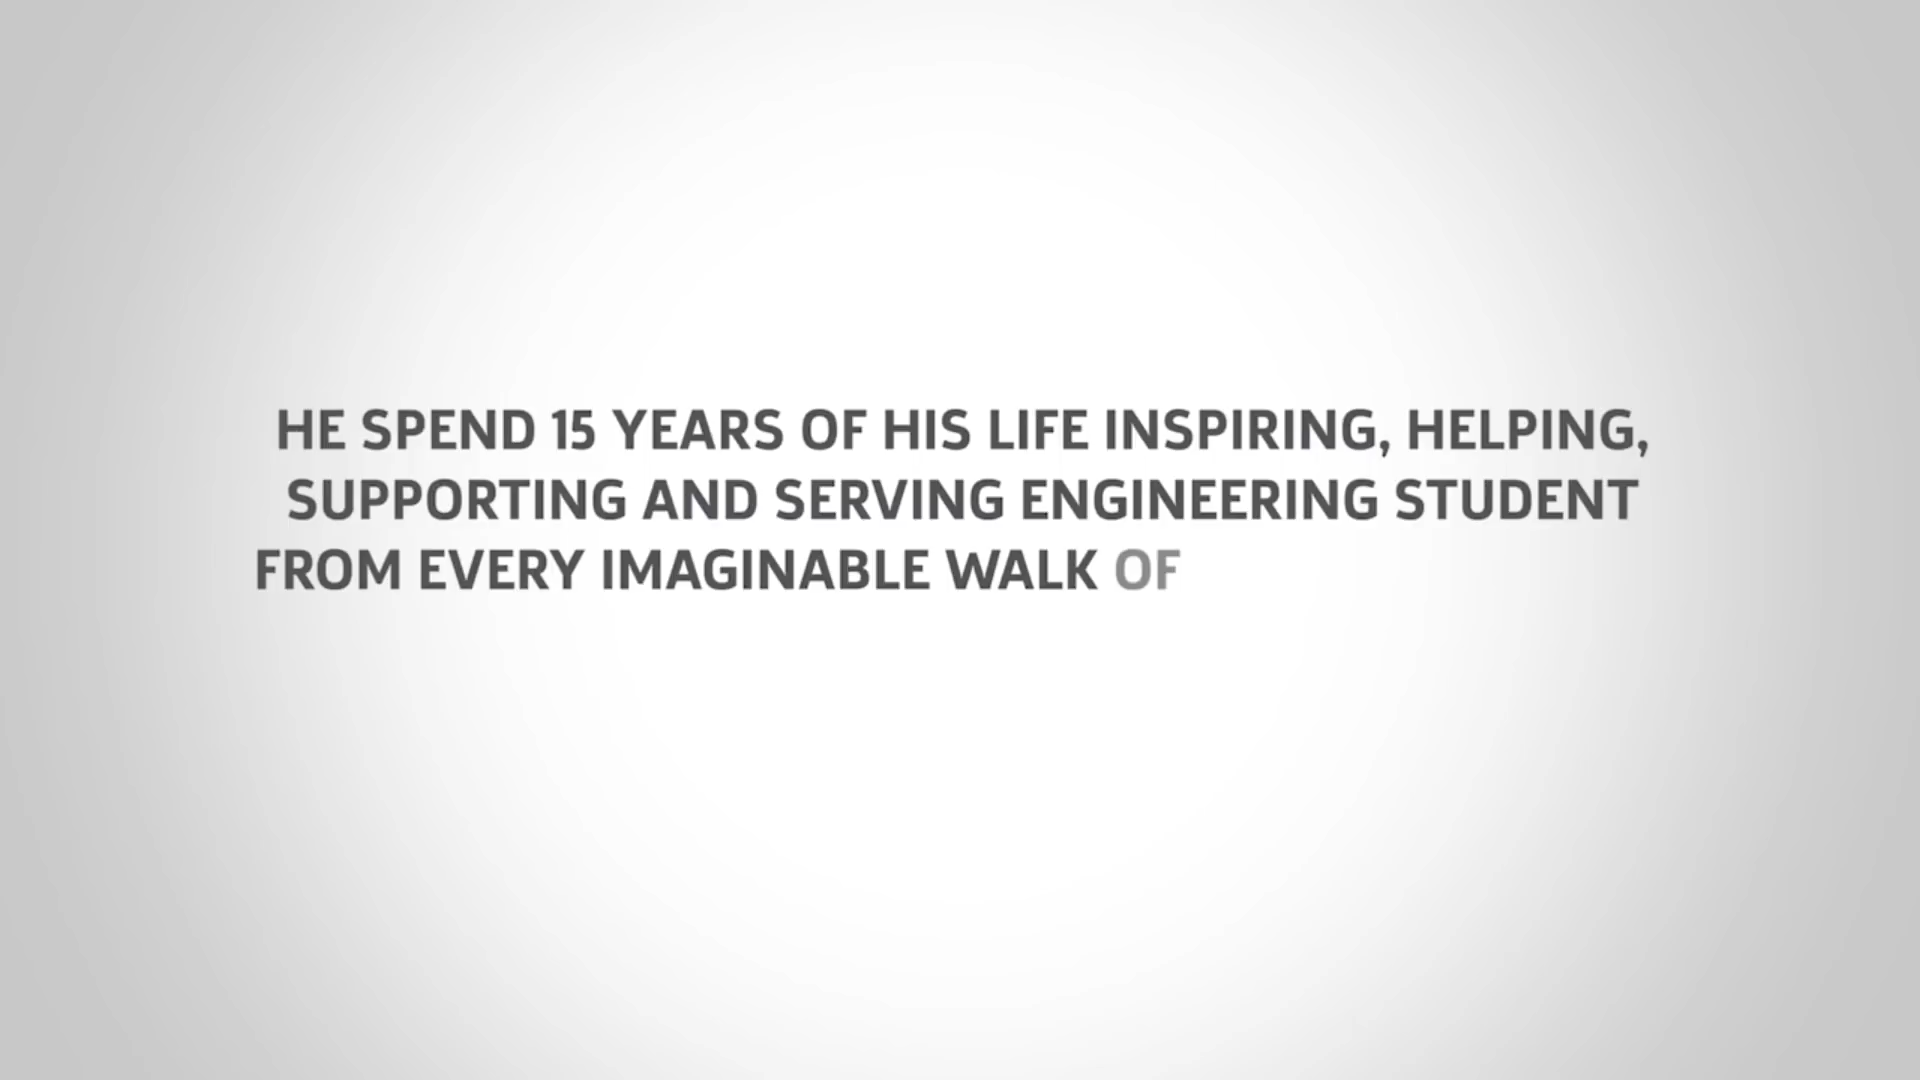 HE SPEND 15 YEARS OF HIS LIFE INSPIRING, HELPING,
SUPPORTING AND SERVING ENGINEERING STUDENT
FROM EVERY IMAGINABLE WALK OF